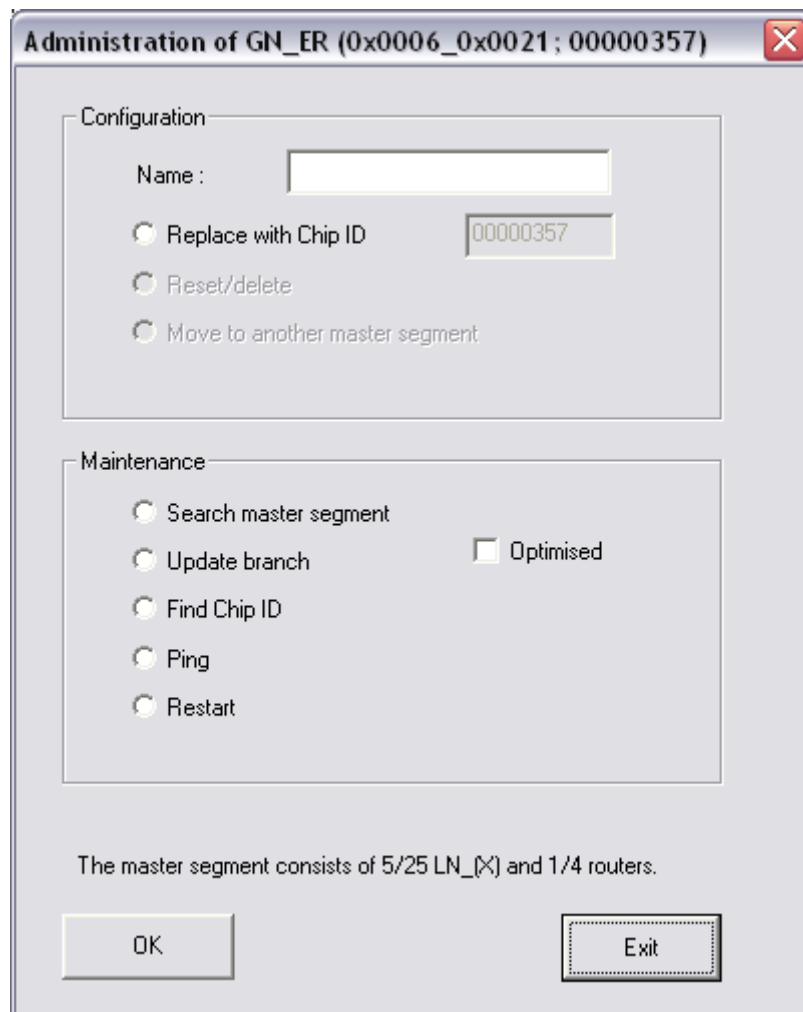 Administration of GN_ER (0x0006_0x0021; 00000357)
Configuration
Name :
Replace with Chip ID 00000357
Reset/delete
Move to another master segment
Maintenance
Search master segment
Update branch Optimised
Find Chip ID
Ping
Restart
The master segment consists of 5/25 LN_(X) and 1/4 routers.
OK Exit